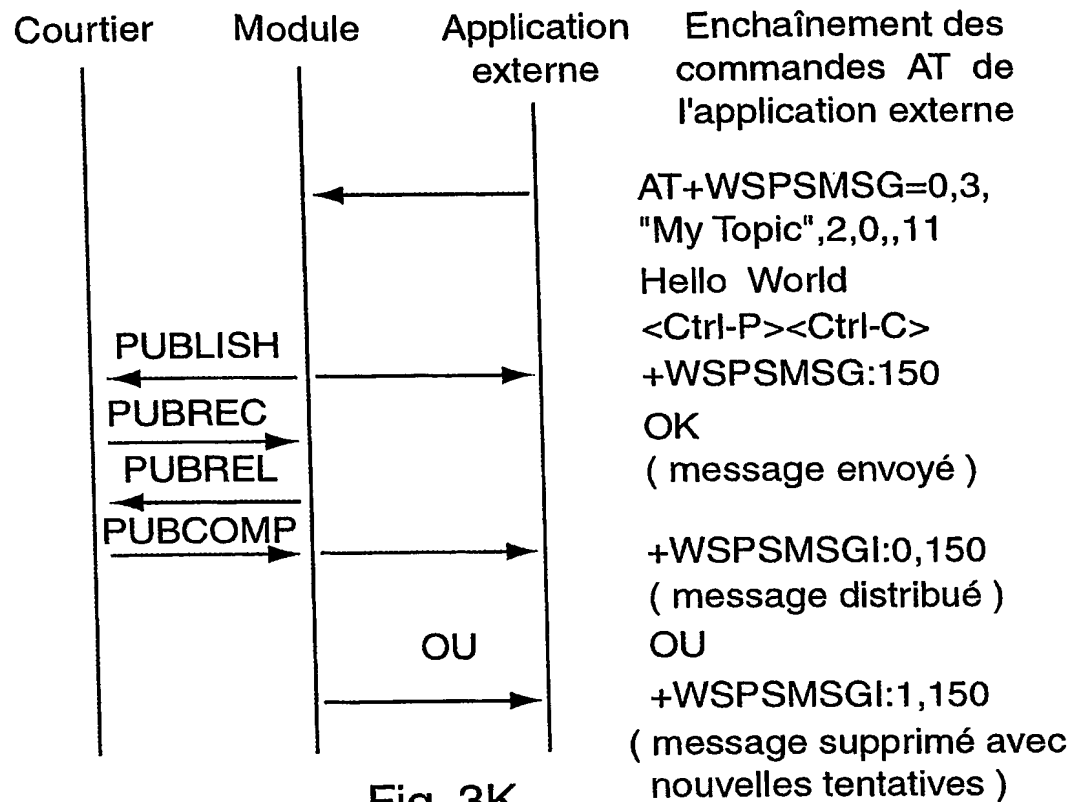 Courtier
Module
Application
externe
Enchaînement des
commandes AT de
l'application externe
AT+WSPSMSG=0,3,
"My Topic",2,0,,11
Hello World
<Ctrl-P><Ctrl-C>
PUBLISH
+WSPSMSG:150
PUBREC
OK
PUBREL
( message envoyé )
PUBCOMP
+WSPSMSGI:0,150
( message distribué )
OU
OU
+WSPSMSGI:1,150
( message supprimé avec
nouvelles tentatives )
Fig. 3K